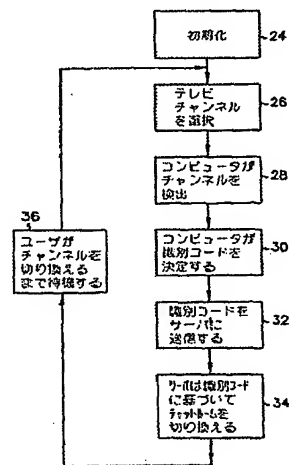 初期化
24
テレビ
チャンネル
を選択
26
コンピュータが
チャンネルを
検出
28
コンピュータが
識別コードを
決定する
30
識別コードを
サーバに
送信する
32
サーバは識別コード
に基づいて
チャットルームを
切り換える
34
36
ユーザが
チャンネルを
切り換える
まで待機する